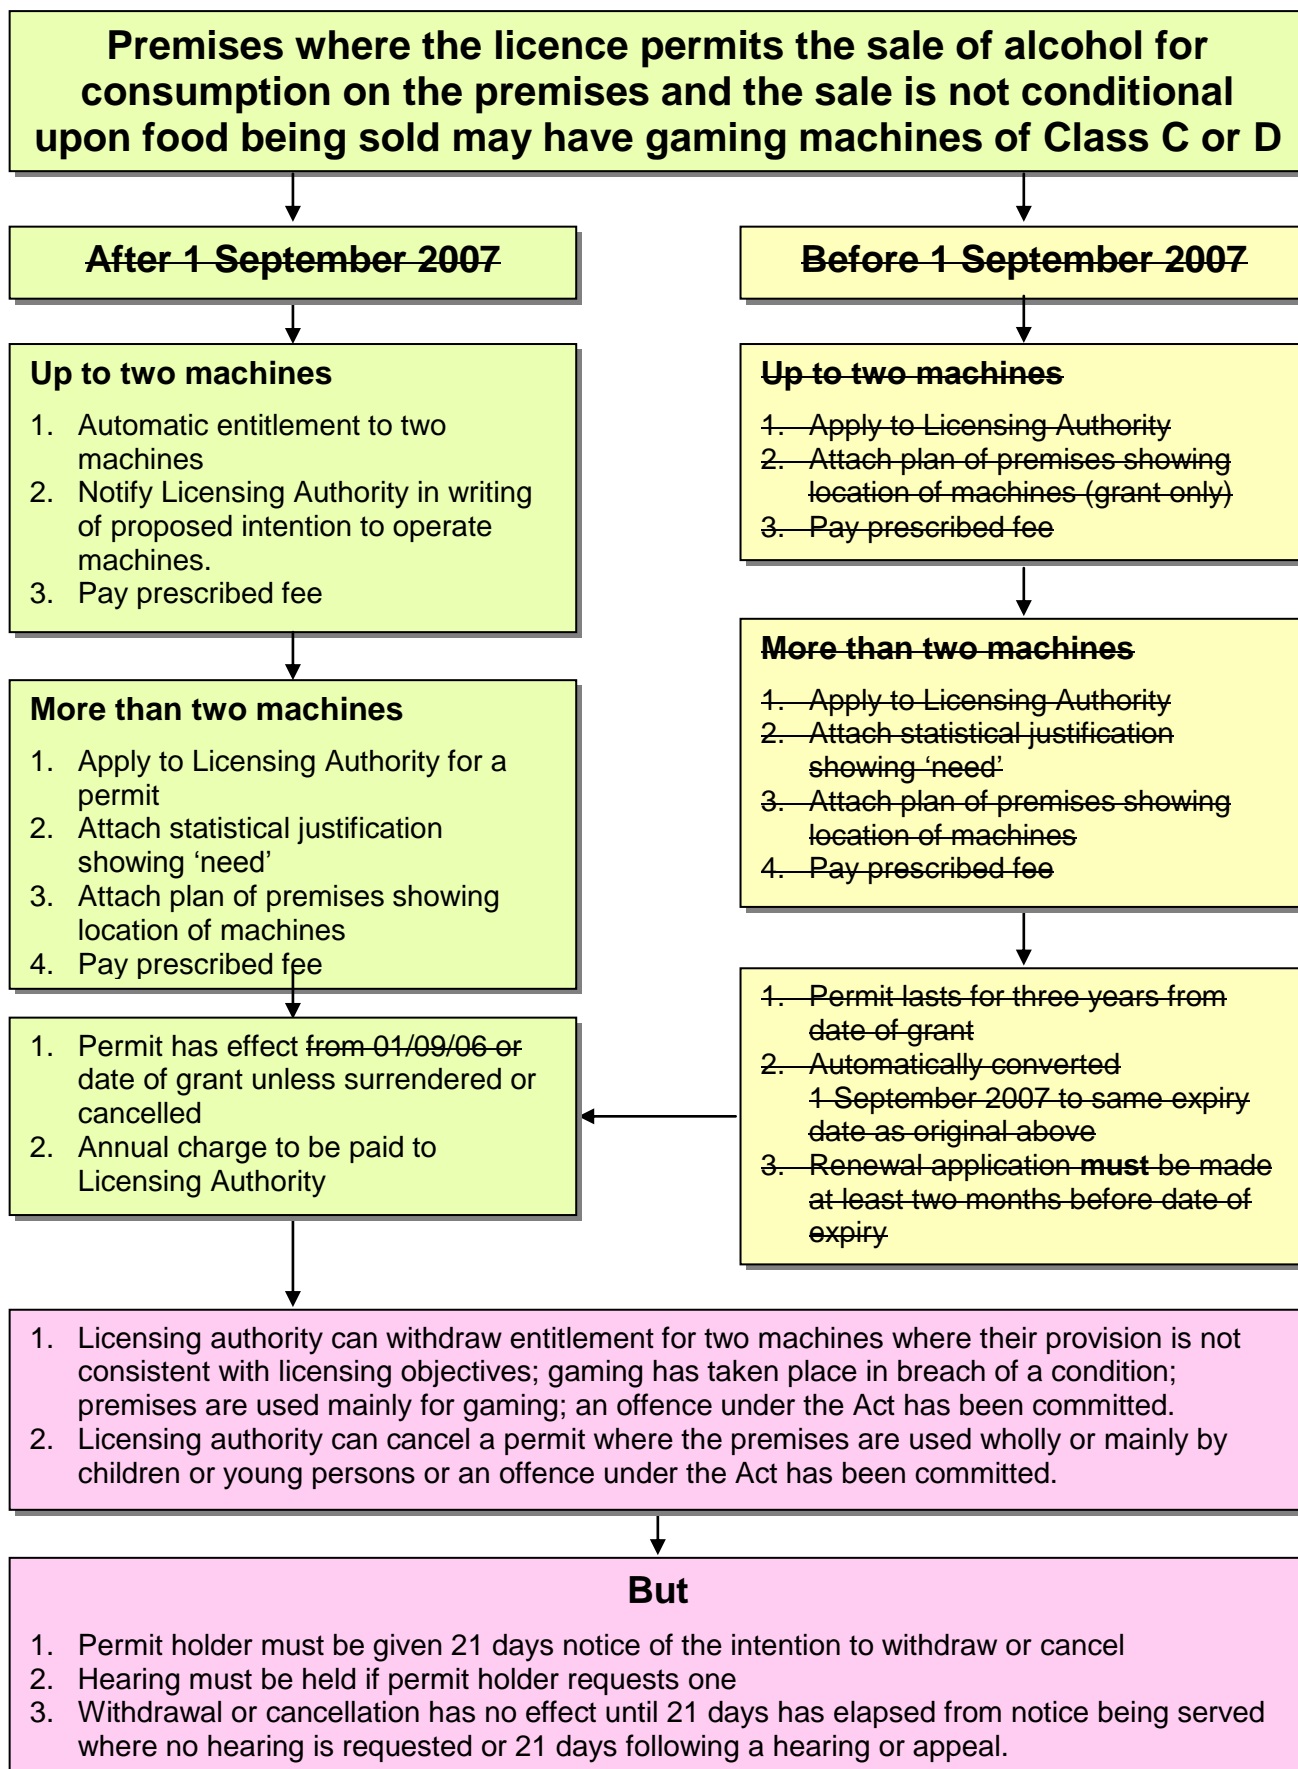 Premises where the licence permits the sale of alcohol for
consumption on the premises and the sale is not conditional
upon food being sold may have gaming machines of Class C or D
After 1 September 2007
Up to two machines
1. Automatic entitlement to two
machines
2. Notify Licensing Authority in writing
of proposed intention to operate
machines.
3. Pay prescribed fee
More than two machines
1. Apply to Licensing Authority for a
permit
2. Attach statistical justification
showing ‘need’
3. Attach plan of premises showing
location of machines
4. Pay prescribed fee
1. Permit has effect from 01/09/06 or
date of grant unless surrendered or
cancelled
2. Annual charge to be paid to
Licensing Authority
Before 1 September 2007
Up to two machines
1. Apply to Licensing Authority
2. Attach plan of premises showing
location of machines (grant only)
3. Pay prescribed fee
More than two machines
1. Apply to Licensing Authority
2. Attach statistical justification
showing ‘need’
3. Attach plan of premises showing
location of machines
4. Pay prescribed fee
1. Permit lasts for three years from
date of grant
2. Automatically converted
1 September 2007 to same expiry
date as original above
3. Renewal application must be made
at least two months before date of
expiry
1. Licensing authority can withdraw entitlement for two machines where their provision is not
consistent with licensing objectives; gaming has taken place in breach of a condition;
premises are used mainly for gaming; an offence under the Act has been committed.
2. Licensing authority can cancel a permit where the premises are used wholly or mainly by
children or young persons or an offence under the Act has been committed.
But
1. Permit holder must be given 21 days notice of the intention to withdraw or cancel
2. Hearing must be held if permit holder requests one
3. Withdrawal or cancellation has no effect until 21 days has elapsed from notice being served
where no hearing is requested or 21 days following a hearing or appeal.